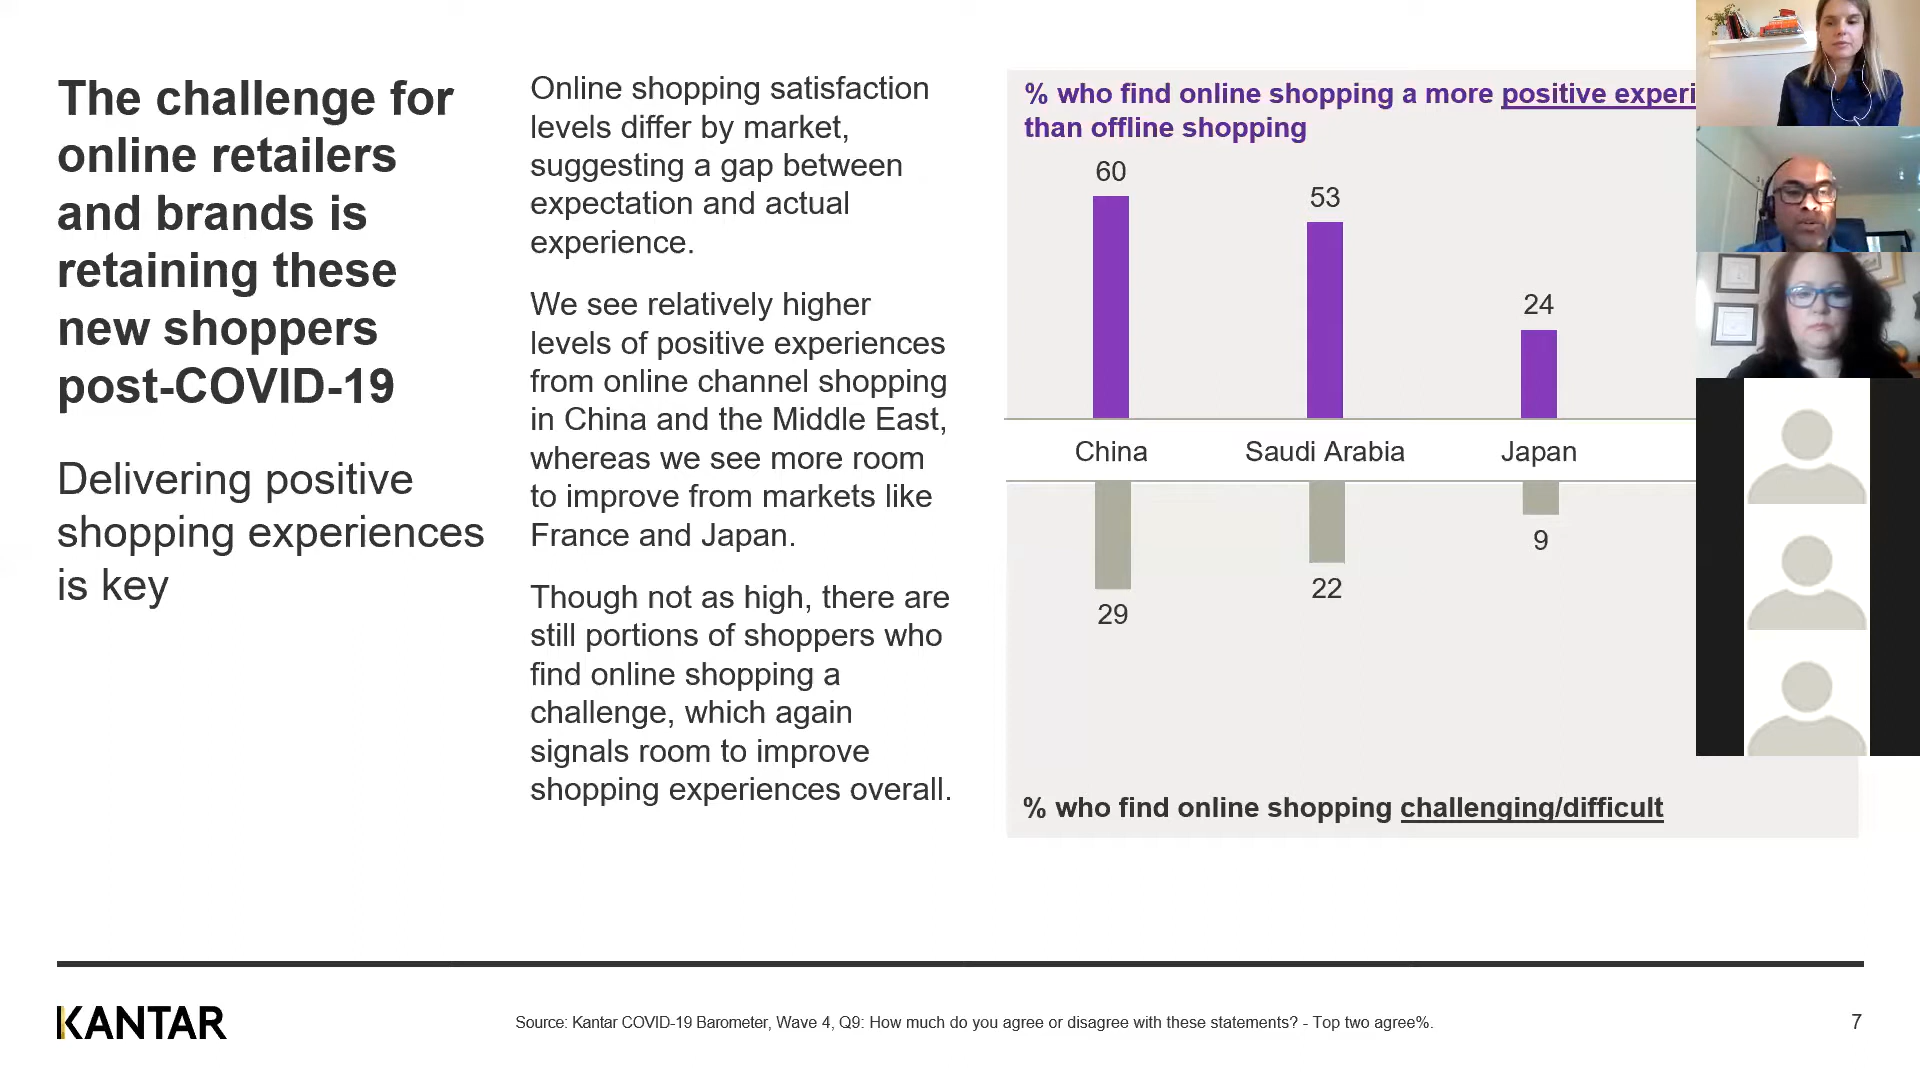 The challenge for
online retailers
and brands is
retaining these
new shoppers
post-COVID-19
Delivering positive
shopping experiences
is key
Online shopping satisfaction
levels differ by market,
suggesting a gap between
expectation and actual
experience.
We see relatively higher
levels of positive experiences
from online channel shopping
in China and the Middle East,
whereas we see more room
to improve from markets like
France and Japan.
Though not as high, there are
still portions of shoppers who
find online shopping a
challenge, which again
signals room to improve
shopping experiences overall.
% who find online shopping a more positive experi
than offline shopping
60
53
24
China Saudi Arabia Japan
29
22
9
% who find online shopping challenging/difficult
KANTAR
Source: Kantar COVID-19 Barometer, Wave 4, Q9: How much do you agree or disagree with these statements? - Top two agree%.
7